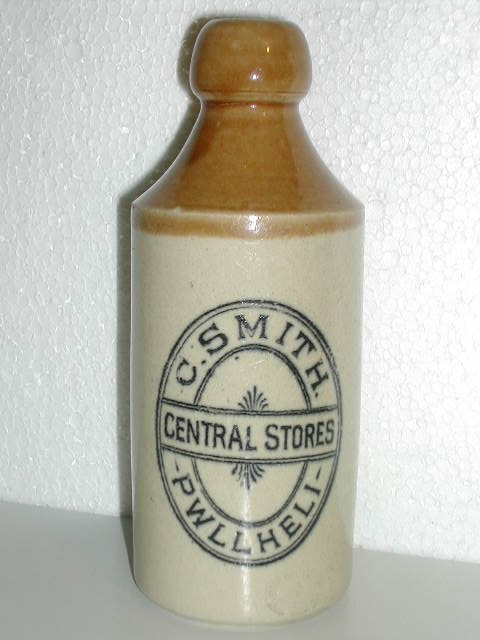 C. SMITH.
CENTRAL STORES
- PWLLHELI -